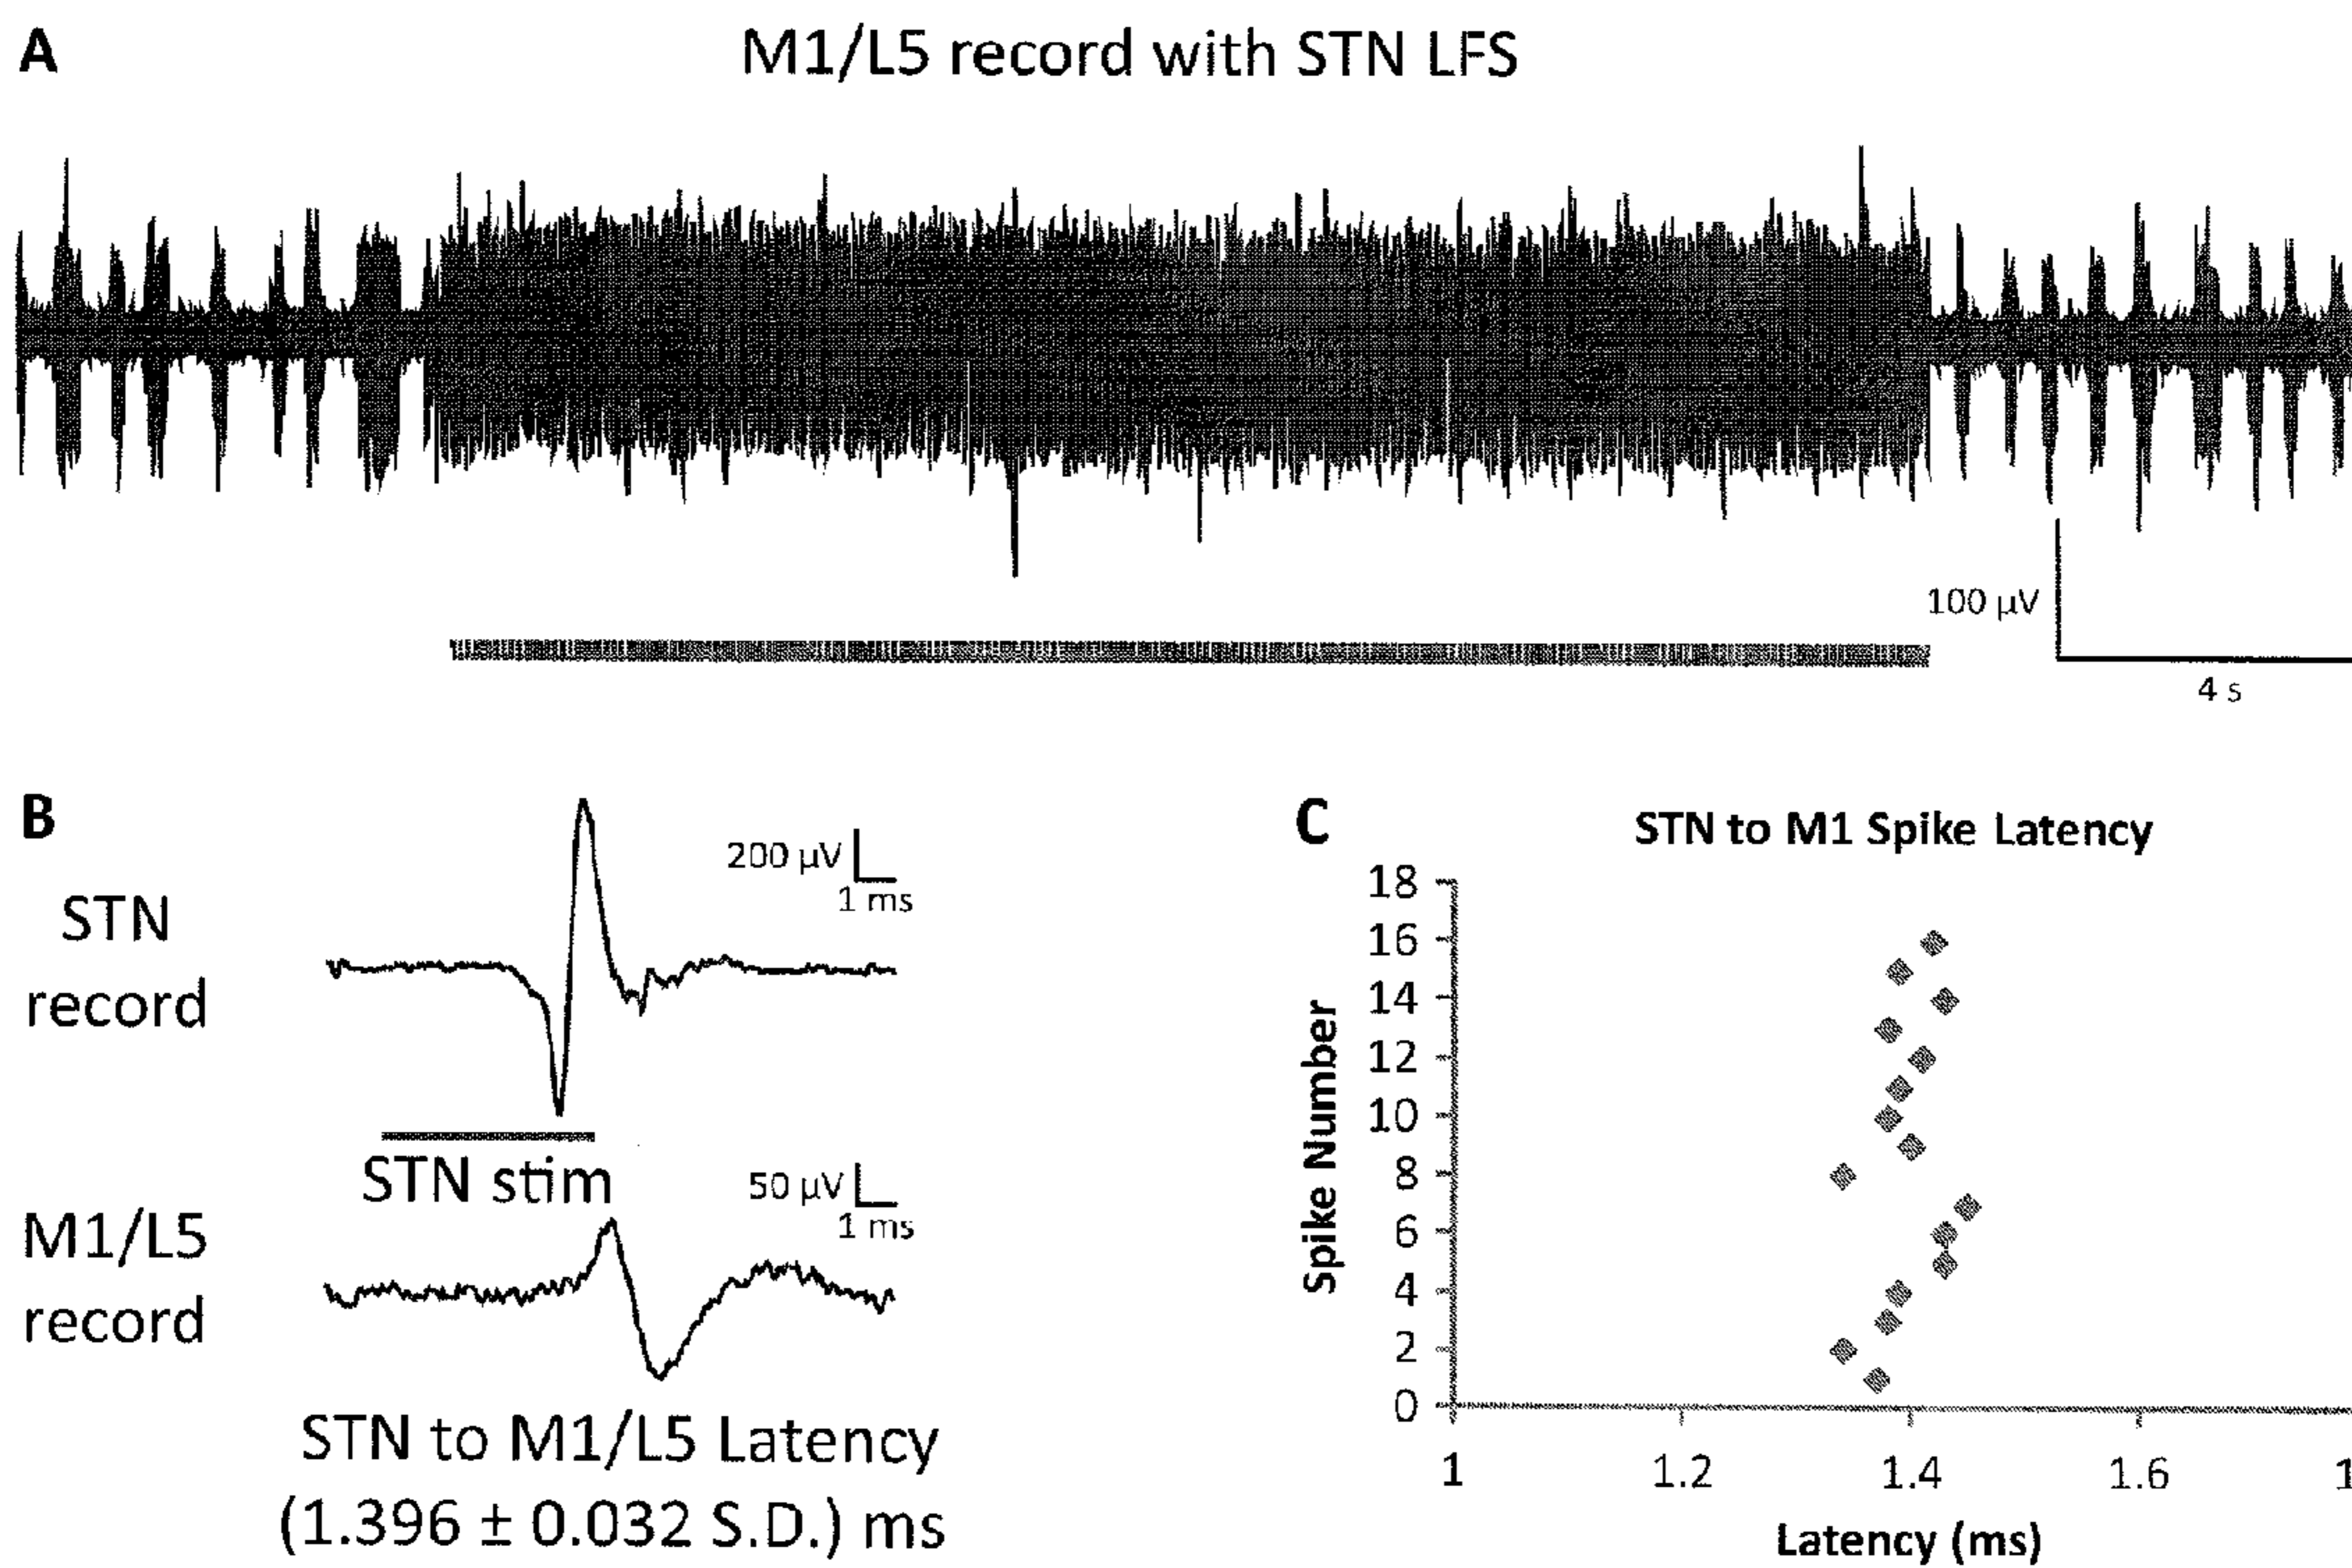 A
M1/L5 record with STN LFS
100 µV
4 s
B
STN
record
200 µV
1 ms
STN stim
M1/L5
record
50 µV
1 ms
STN to M1/L5 Latency
(1.396 ± 0.032 S.D.) ms
C
STN to M1 Spike Latency
Spike Number
18
16
14
12
10
8
6
4
2
0
1
1.2
1.4
1.6
Latency (ms)